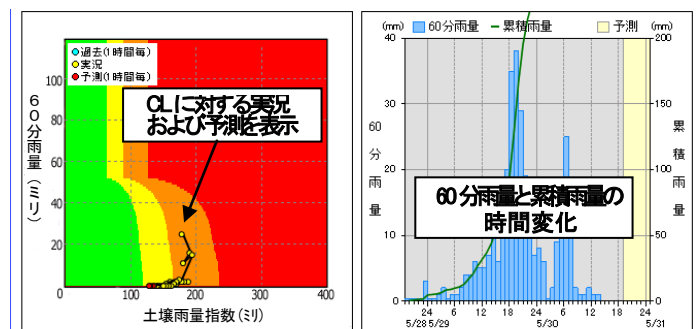 ●過去(1時間毎)
●実況
●予測(1時間毎)
CLに対する実況
および予測を表示
60分雨量(ミリ)
100
80
60
40
20
0
0 100 200 300 400
土壌雨量指数(ミリ)
(mm) 60分雨量 累積雨量 予測 (mm)
40 200
30 150
20 100
10 50
0 0
60分雨量
累積雨量
60分雨量と累積雨量の
時間変化
24 6 12 18 24 6 12 18 24
5/28 5/29 5/30 5/31
5/31